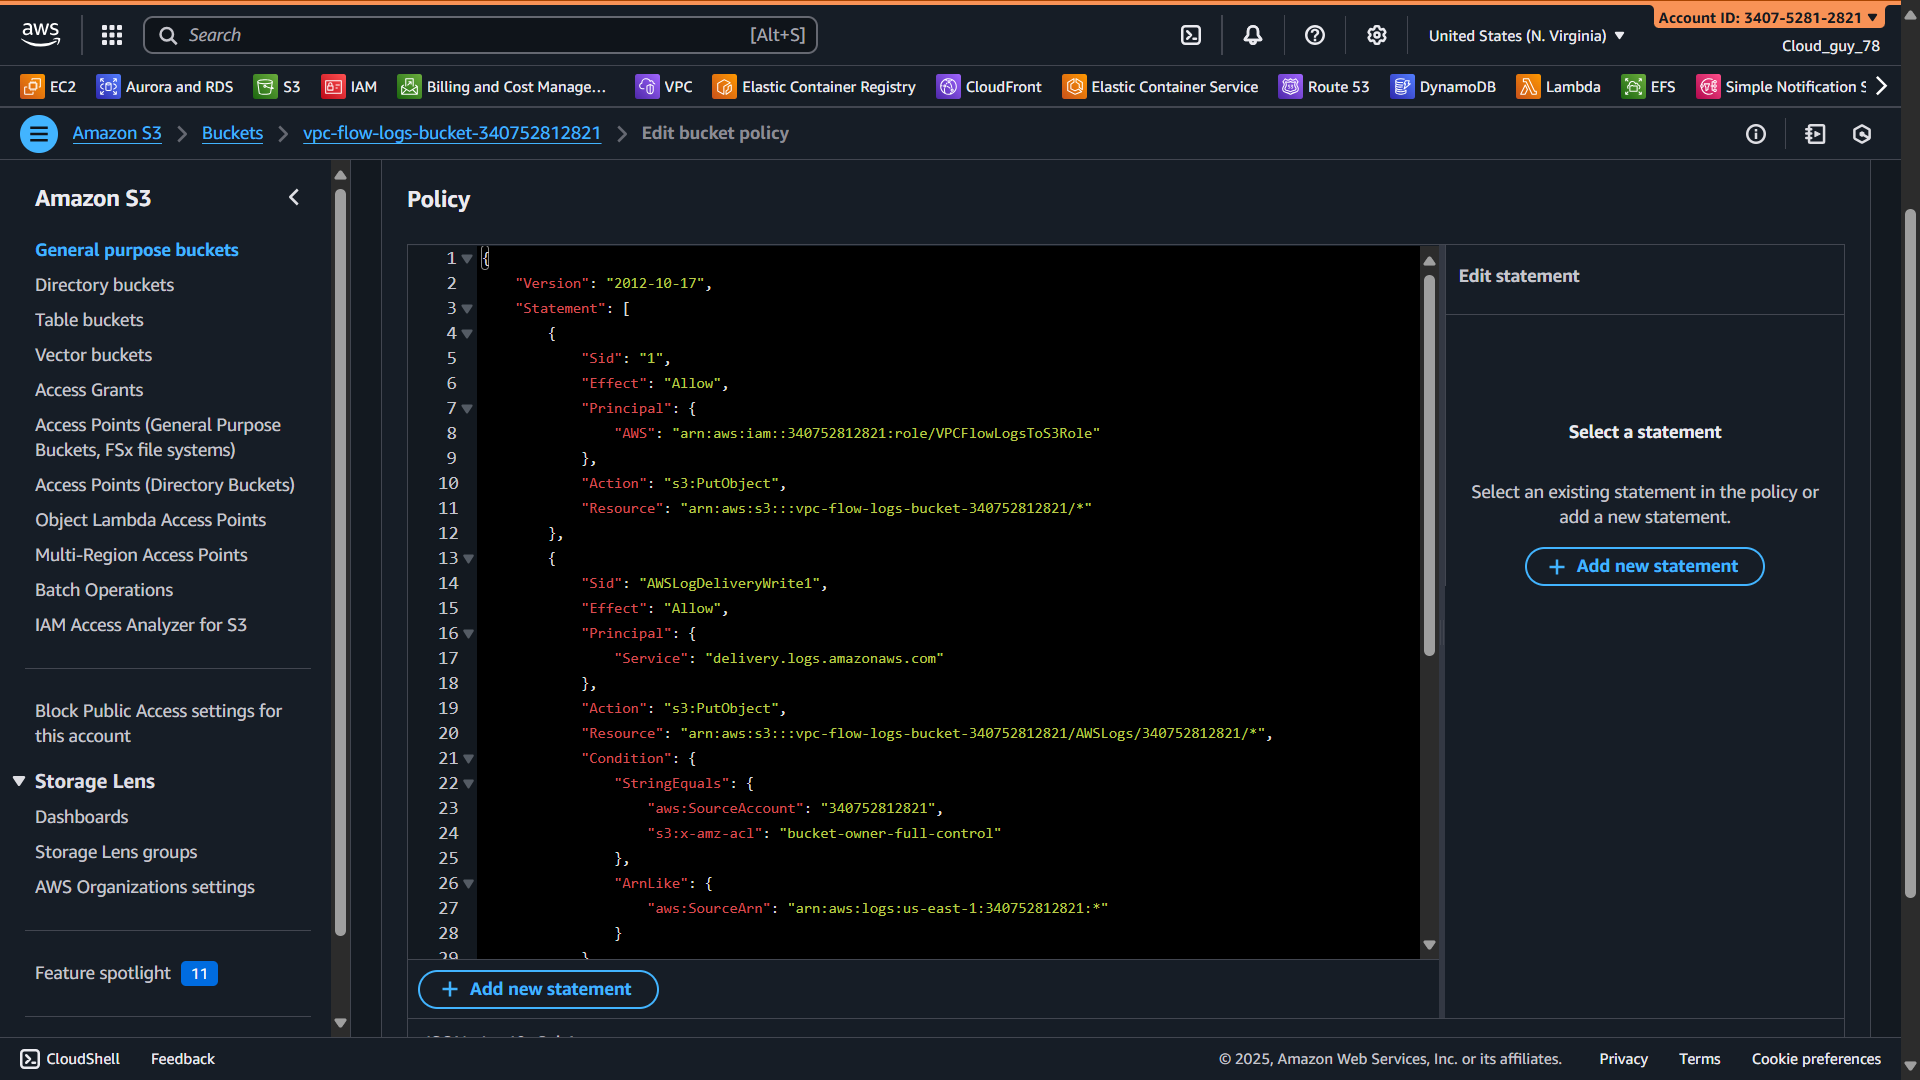 aws
Search [Alt+S]
United States (N. Virginia)
Account ID: 3407-5281-2821
Cloud_guy_78
EC2 Aurora and RDS S3 IAM Billing and Cost Manage... VPC Elastic Container Registry CloudFront Elastic Container Service Route 53 DynamoDB Lambda EFS Simple Notification S
Amazon S3 Buckets vpc-flow-logs-bucket-340752812821 Edit bucket policy
Amazon S3
General purpose buckets
Directory buckets
Table buckets
Vector buckets
Access Grants
Access Points (General Purpose
Buckets, FSx file systems)
Access Points (Directory Buckets)
Object Lambda Access Points
Multi-Region Access Points
Batch Operations
IAM Access Analyzer for S3
Block Public Access settings for
this account
Storage Lens
Dashboards
Storage Lens groups
AWS Organizations settings
Feature spotlight 11
Policy
1 {
2 "Version": "2012-10-17",
3 "Statement": [
4 {
5 "Sid": "1",
6 "Effect": "Allow",
7 "Principal": {
8 "AWS": "arn:aws:iam::340752812821:role/VPCFlowLogsToS3Role"
9 },
10 "Action": "s3:PutObject",
11 "Resource": "arn:aws:s3:::vpc-flow-logs-bucket-340752812821/*"
12 },
13 {
14 "Sid": "AWSLogDeliveryWrite1",
15 "Effect": "Allow",
16 "Principal": {
17 "Service": "delivery.logs.amazonaws.com"
18 },
19 "Action": "s3:PutObject",
20 "Resource": "arn:aws:s3:::vpc-flow-logs-bucket-340752812821/AWSLogs/340752812821/*",
21 "Condition": {
22 "StringEquals": {
23 "aws:SourceAccount": "340752812821",
24 "s3:x-amz-acl": "bucket-owner-full-control"
25 },
26 "ArnLike": {
27 "aws:SourceArn": "arn:aws:logs:us-east-1:340752812821:*"
28 }
29 }
+ Add new statement
Edit statement
Select a statement
Select an existing statement in the policy or
add a new statement.
+ Add new statement
CloudShell Feedback
© 2025, Amazon Web Services, Inc. or its affiliates. Privacy Terms Cookie preferences